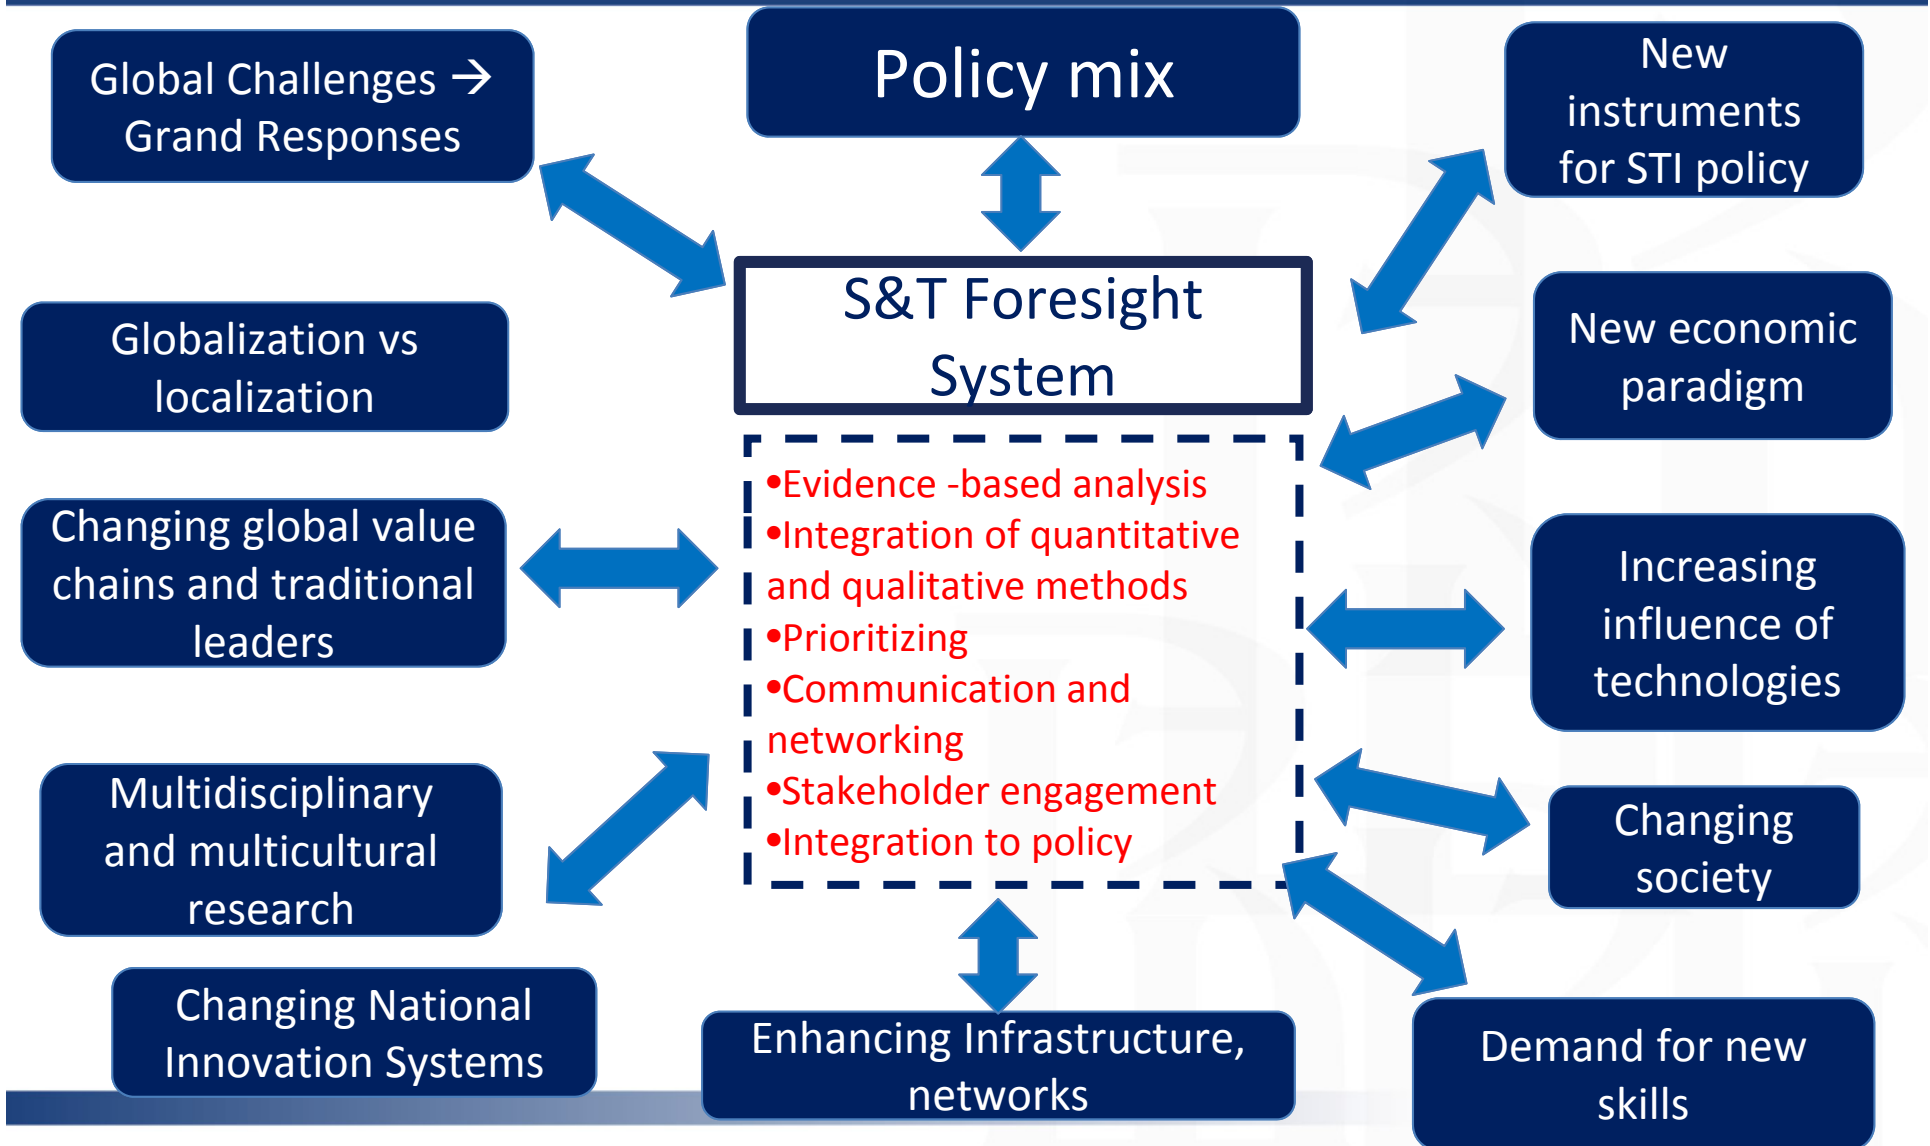 Policy mix
Global Challenges →
Grand Responses
New
instruments
for STI policy
S&T Foresight
System
Globalization vs
localization
New economic
paradigm
•Evidence -based analysis
•Integration of quantitative
and qualitative methods
•Prioritizing
•Communication and
networking
•Stakeholder engagement
•Integration to policy
Changing global value
chains and traditional
leaders
Increasing
influence of
technologies
Multidisciplinary
and multicultural
research
Changing
society
Changing National
Innovation Systems
Enhancing Infrastructure,
networks
Demand for new
skills